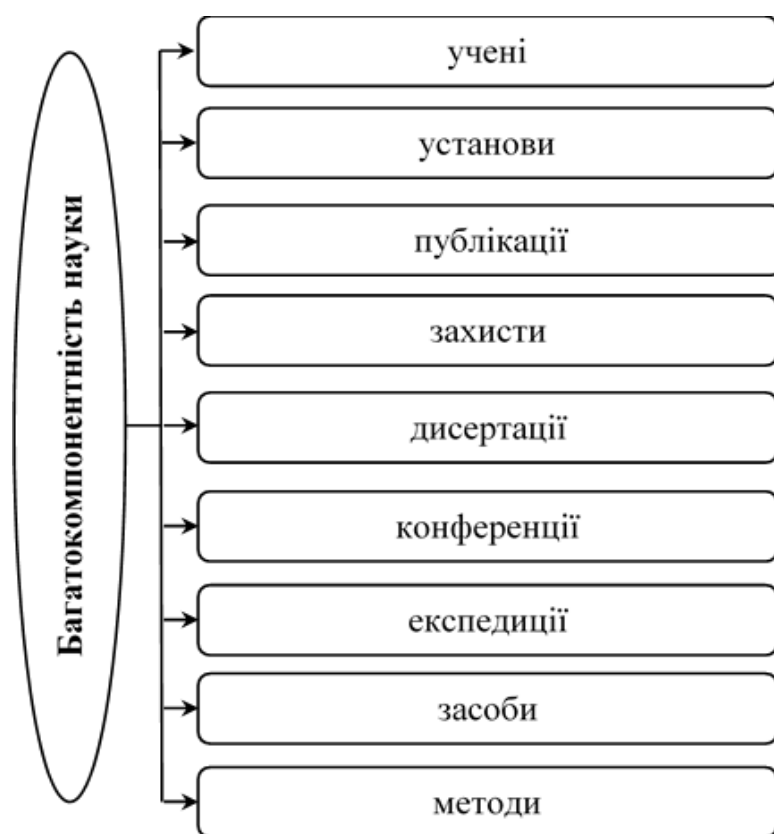 Багатокомпонентність науки
учені
установи
публікації
захисти
дисертації
конференції
експедиції
засоби
методи